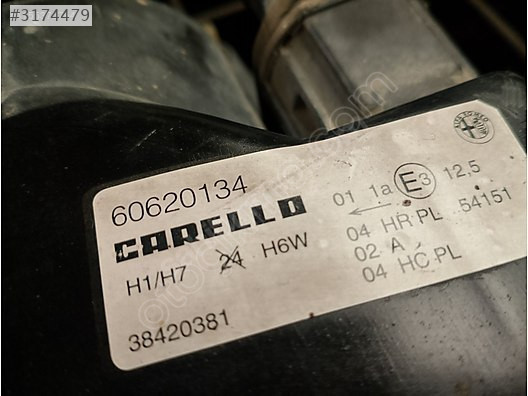 #3174479
60620134
CARELLO
H1/H7 24 H6W
38420381
01 1a E3 12,5
04 HR PL 54151
02 A
04 HC PL